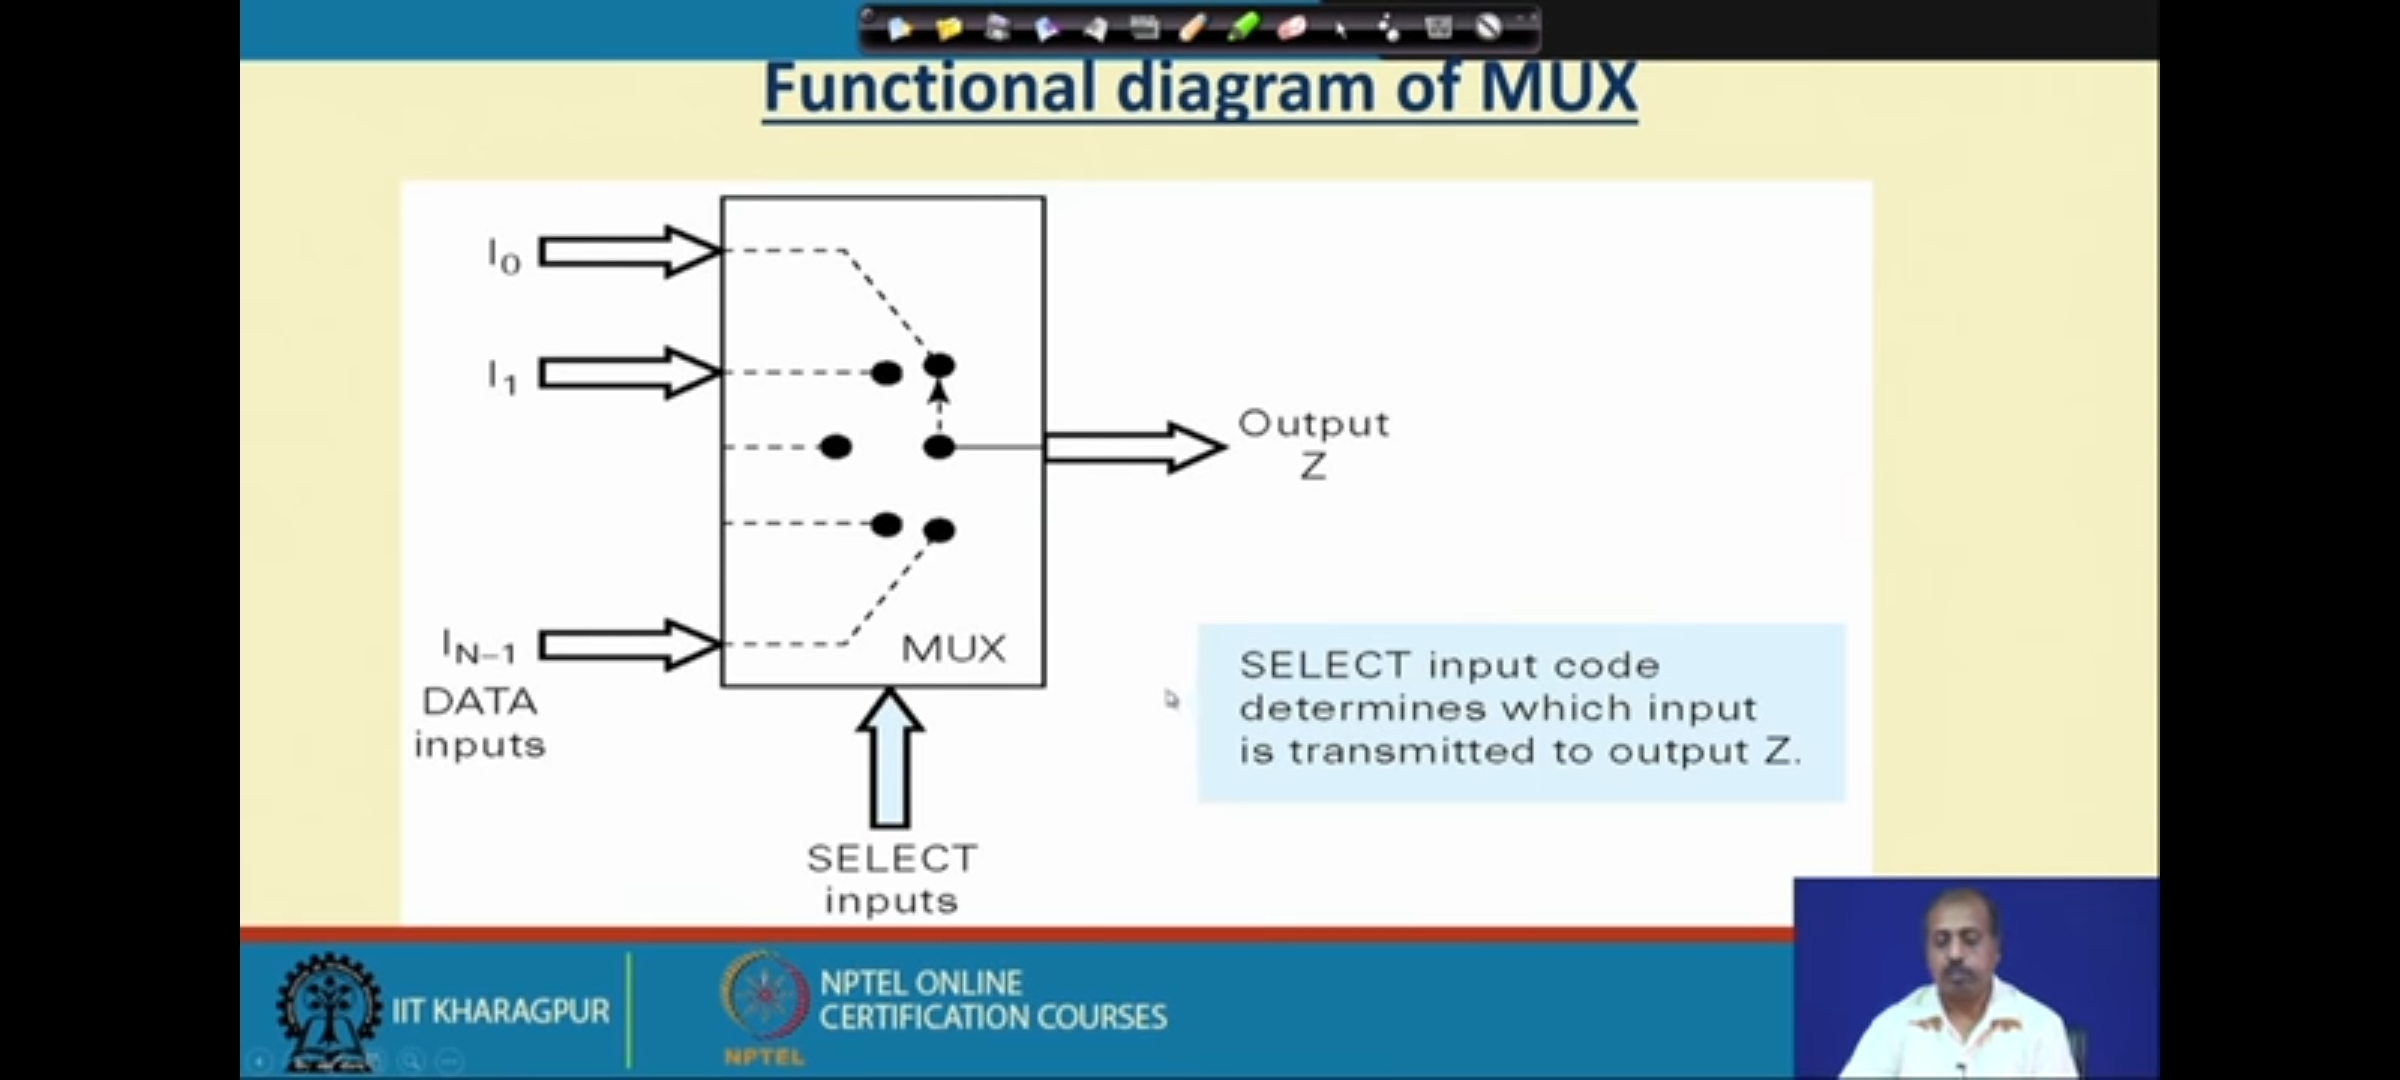 Functional diagram of MUX
I0
I1
Output
Z
IN–1
MUX
DATA
inputs
SELECT input code
determines which input
is transmitted to output Z.
SELECT
inputs
IIT KHARAGPUR
NPTEL
NPTEL ONLINE
CERTIFICATION COURSES